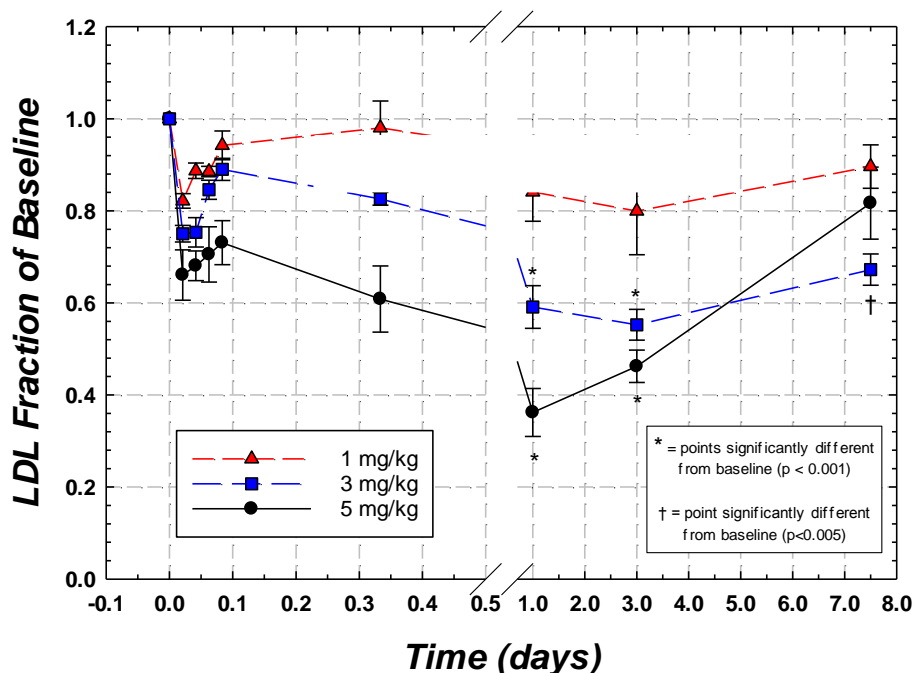 LDL Fraction of Baseline
1.2
1.0
0.8
0.6
0.4
0.2
0.0
1 mg/kg
3 mg/kg
5 mg/kg
*
*
*
*
†
* = points significantly different
from baseline (p < 0.001)
† = point significantly different
from baseline (p<0.005)
-0.1 0.0 0.1 0.2 0.3 0.4 0.5 1.0 2.0 3.0 4.0 5.0 6.0 7.0 8.0
Time (days)